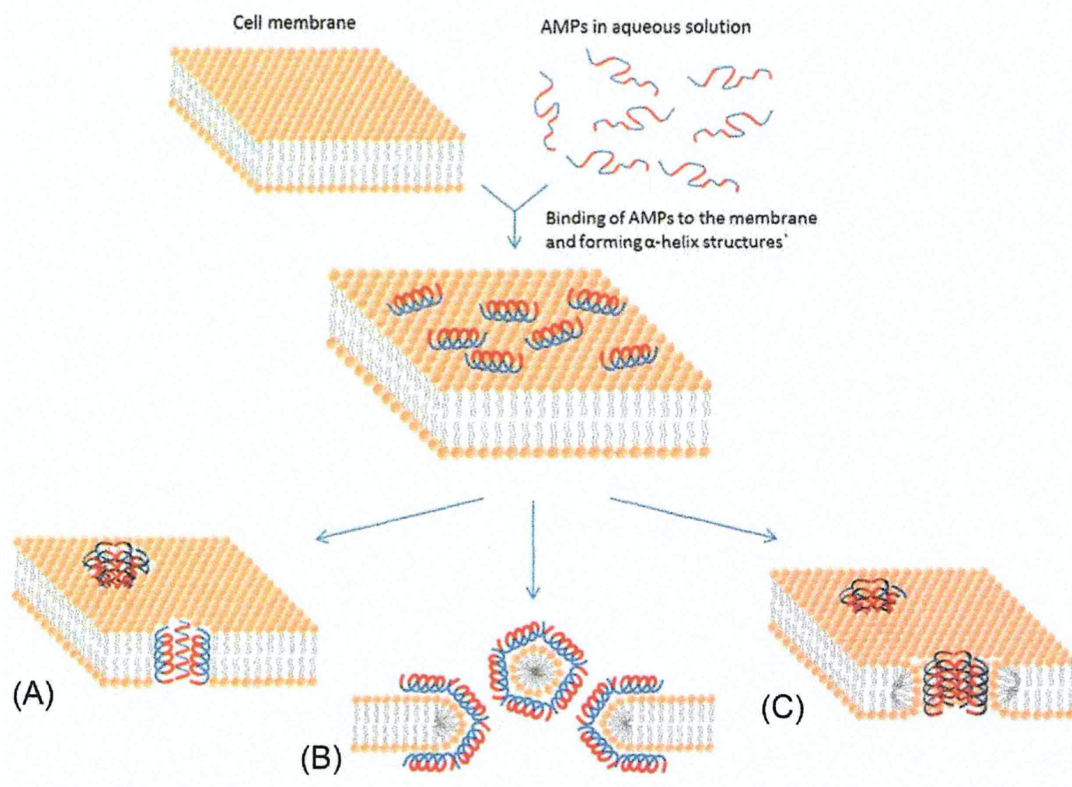 Cell membrane
AMPs in aqueous solution
Binding of AMPs to the membrane
and forming α-helix structures`
(A)
(B)
(C)